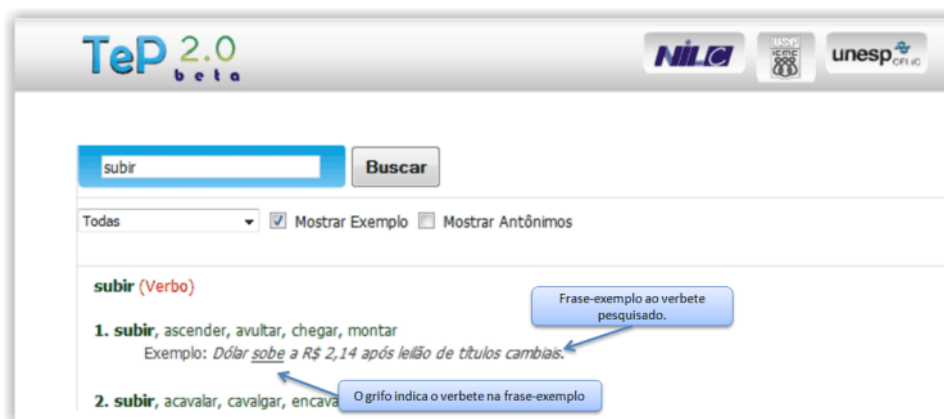 TeP 2.0
beta
NILC
unesp
subir
Buscar
Todas
Mostrar Exemplo
Mostrar Antônimos
subir (Verbo)
Frase-exemplo ao verbete
pesquisado.
1. subir, ascender, avultar, chegar, montar
Exemplo: Dólar sobe a R$ 2,14 após leilão de títulos cambiais.
O grifo indica o verbete na frase-exemplo
2. subir, acavalar, cavalgar, encava